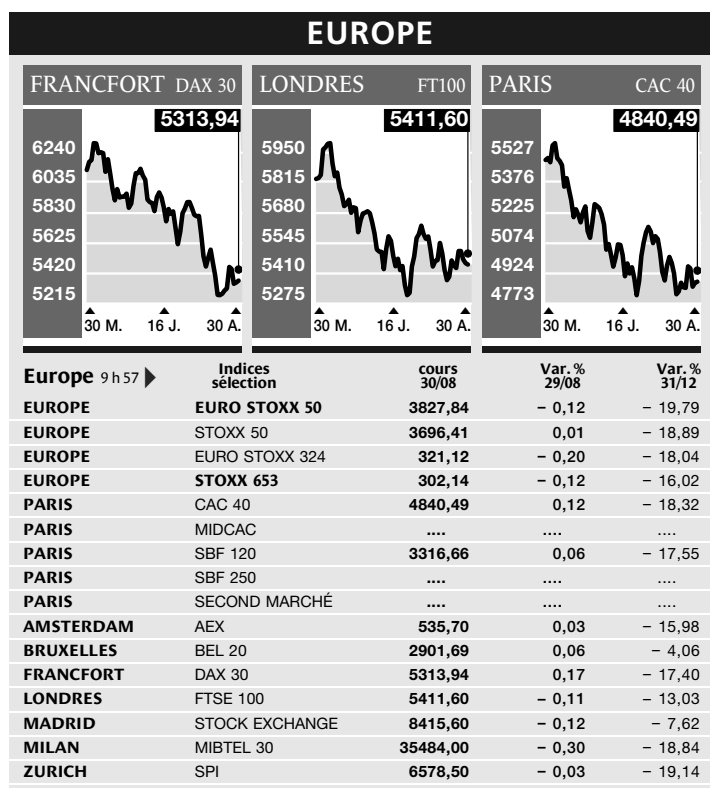 EUROPE
FRANCFORT DAX 30
5313,94
6240
6035
5830
5625
5420
5215
30 M. 16 J. 30 A.
LONDRES FT100
5411,60
5950
5815
5680
5545
5410
5275
30 M. 16 J. 30 A.
PARIS CAC 40
4840,49
5527
5376
5225
5074
4924
4773
30 M. 16 J. 30 A.
Europe 9 h 57 Indices sélection cours 30/08 Var. % 29/08 Var. % 31/12
EUROPE EURO STOXX 50 3827,84 – 0,12 – 19,79
EUROPE STOXX 50 3696,41 0,01 – 18,89
EUROPE EURO STOXX 324 321,12 – 0,20 – 18,04
EUROPE STOXX 653 302,14 – 0,12 – 16,02
PARIS CAC 40 4840,49 0,12 – 18,32
PARIS MIDCAC .... .... ....
PARIS SBF 120 3316,66 0,06 – 17,55
PARIS SBF 250 .... .... ....
PARIS SECOND MARCHÉ .... .... ....
AMSTERDAM AEX 535,70 0,03 – 15,98
BRUXELLES BEL 20 2901,69 0,06 – 4,06
FRANCFORT DAX 30 5313,94 0,17 – 17,40
LONDRES FTSE 100 5411,60 – 0,11 – 13,03
MADRID STOCK EXCHANGE 8415,60 – 0,12 – 7,62
MILAN MIBTEL 30 35484,00 – 0,30 – 18,84
ZURICH SPI 6578,50 – 0,03 – 19,14